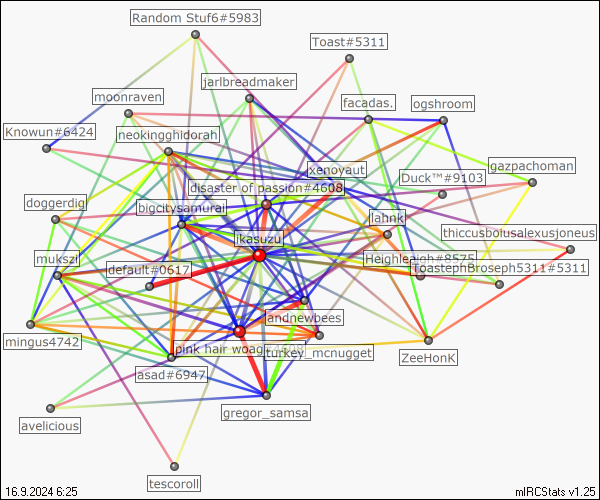 Random Stuf6#5983
Toast#5311
jarlbreadmaker
moonraven
facadas.
ogshroom
Knowun#6424
neokingghidorah
xenoyaut
gazpachoman
Duck™#9103
disaster of passion#4608
doggerdig
bigcitysamurai
lahnk
thiccusbolusalexusjoneus
Ikasuzu
mukszi
Heighleigh#8575
default#0617
ToastephBroseph5311#5311
andnewbees
mingus4742
pink hair woag#4608
turkey_mcnugget
ZeeHonK
asad#6947
gregor_samsa
avelicious
tescoroll
16.9.2024 6:25
mIRCStats v1.25